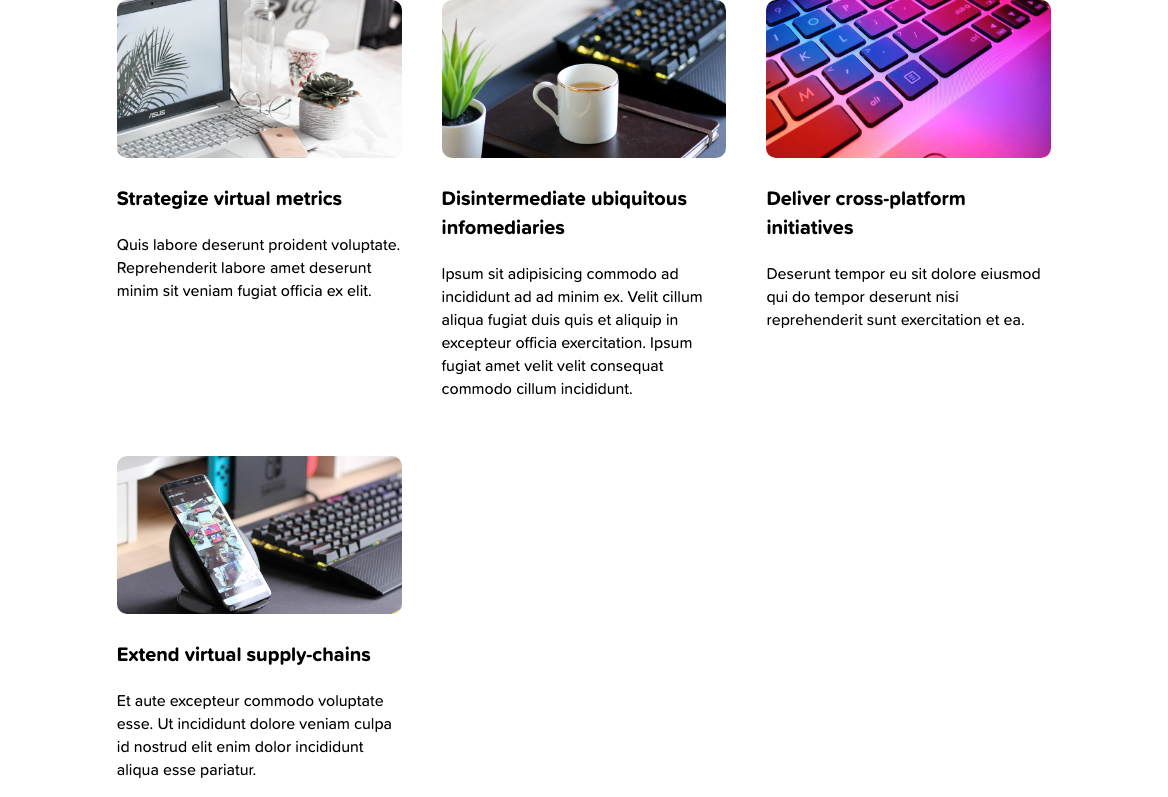 ASUS
Strategize virtual metrics
Quis labore deserunt proident voluptate.
Reprehenderit labore amet deserunt
minim sit veniam fugiat officia ex elit.
K
L
M
alt
Disintermediate ubiquitous
infomediaries
Ipsum sit adipisicing commodo ad
incididunt ad ad minim ex. Velit cillum
aliqua fugiat duis quis et aliquip in
excepteur officia exercitation. Ipsum
fugiat amet velit velit consequat
commodo cillum incididunt.
Deliver cross-platform
initiatives
Deserunt tempor eu sit dolore eiusmod
qui do tempor deserunt nisi
reprehenderit sunt exercitation et ea.
Extend virtual supply-chains
Et aute excepteur commodo voluptate
esse. Ut incididunt dolore veniam culpa
id nostrud elit enim dolor incididunt
aliqua esse pariatur.